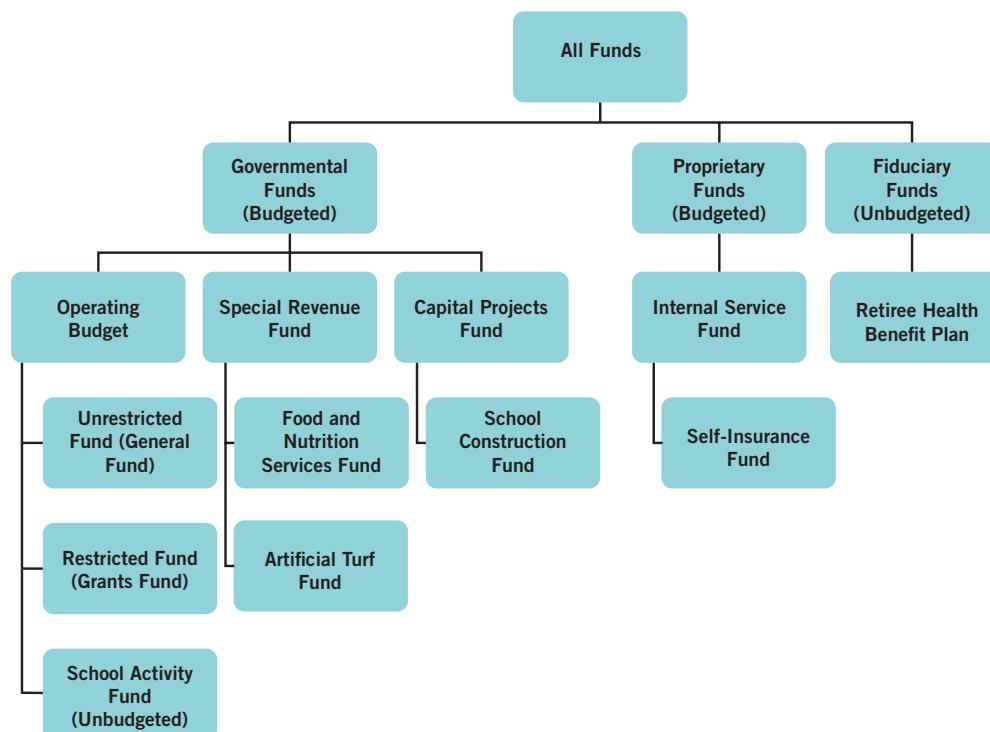 All Funds
Governmental
Funds
(Budgeted)
Proprietary
Funds
(Budgeted)
Fiduciary
Funds
(Unbudgeted)
Operating
Budget
Special Revenue
Fund
Capital Projects
Fund
Internal Service
Fund
Retiree Health
Benefit Plan
Unrestricted
Fund (General
Fund)
Food and
Nutrition
Services Fund
School
Construction
Fund
Self-Insurance
Fund
Restricted Fund
(Grants Fund)
Artificial Turf
Fund
School Activity
Fund
(Unbudgeted)